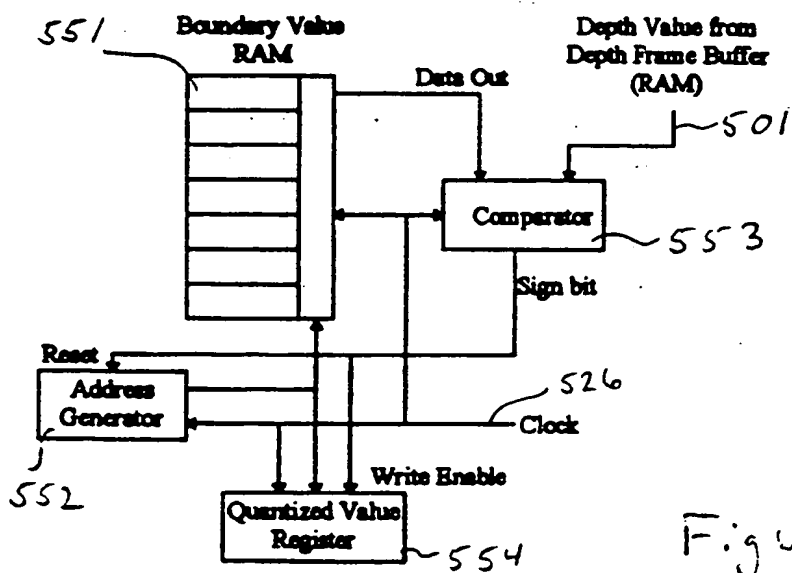 551
Boundary Value
RAM
Depth Value from
Depth Frame Buffer
(RAM)
Data Out
501
Comparator
553
Sign bit
Reset
Address
Generator
552
526
Clock
Write Enable
Quantized Value
Register
554